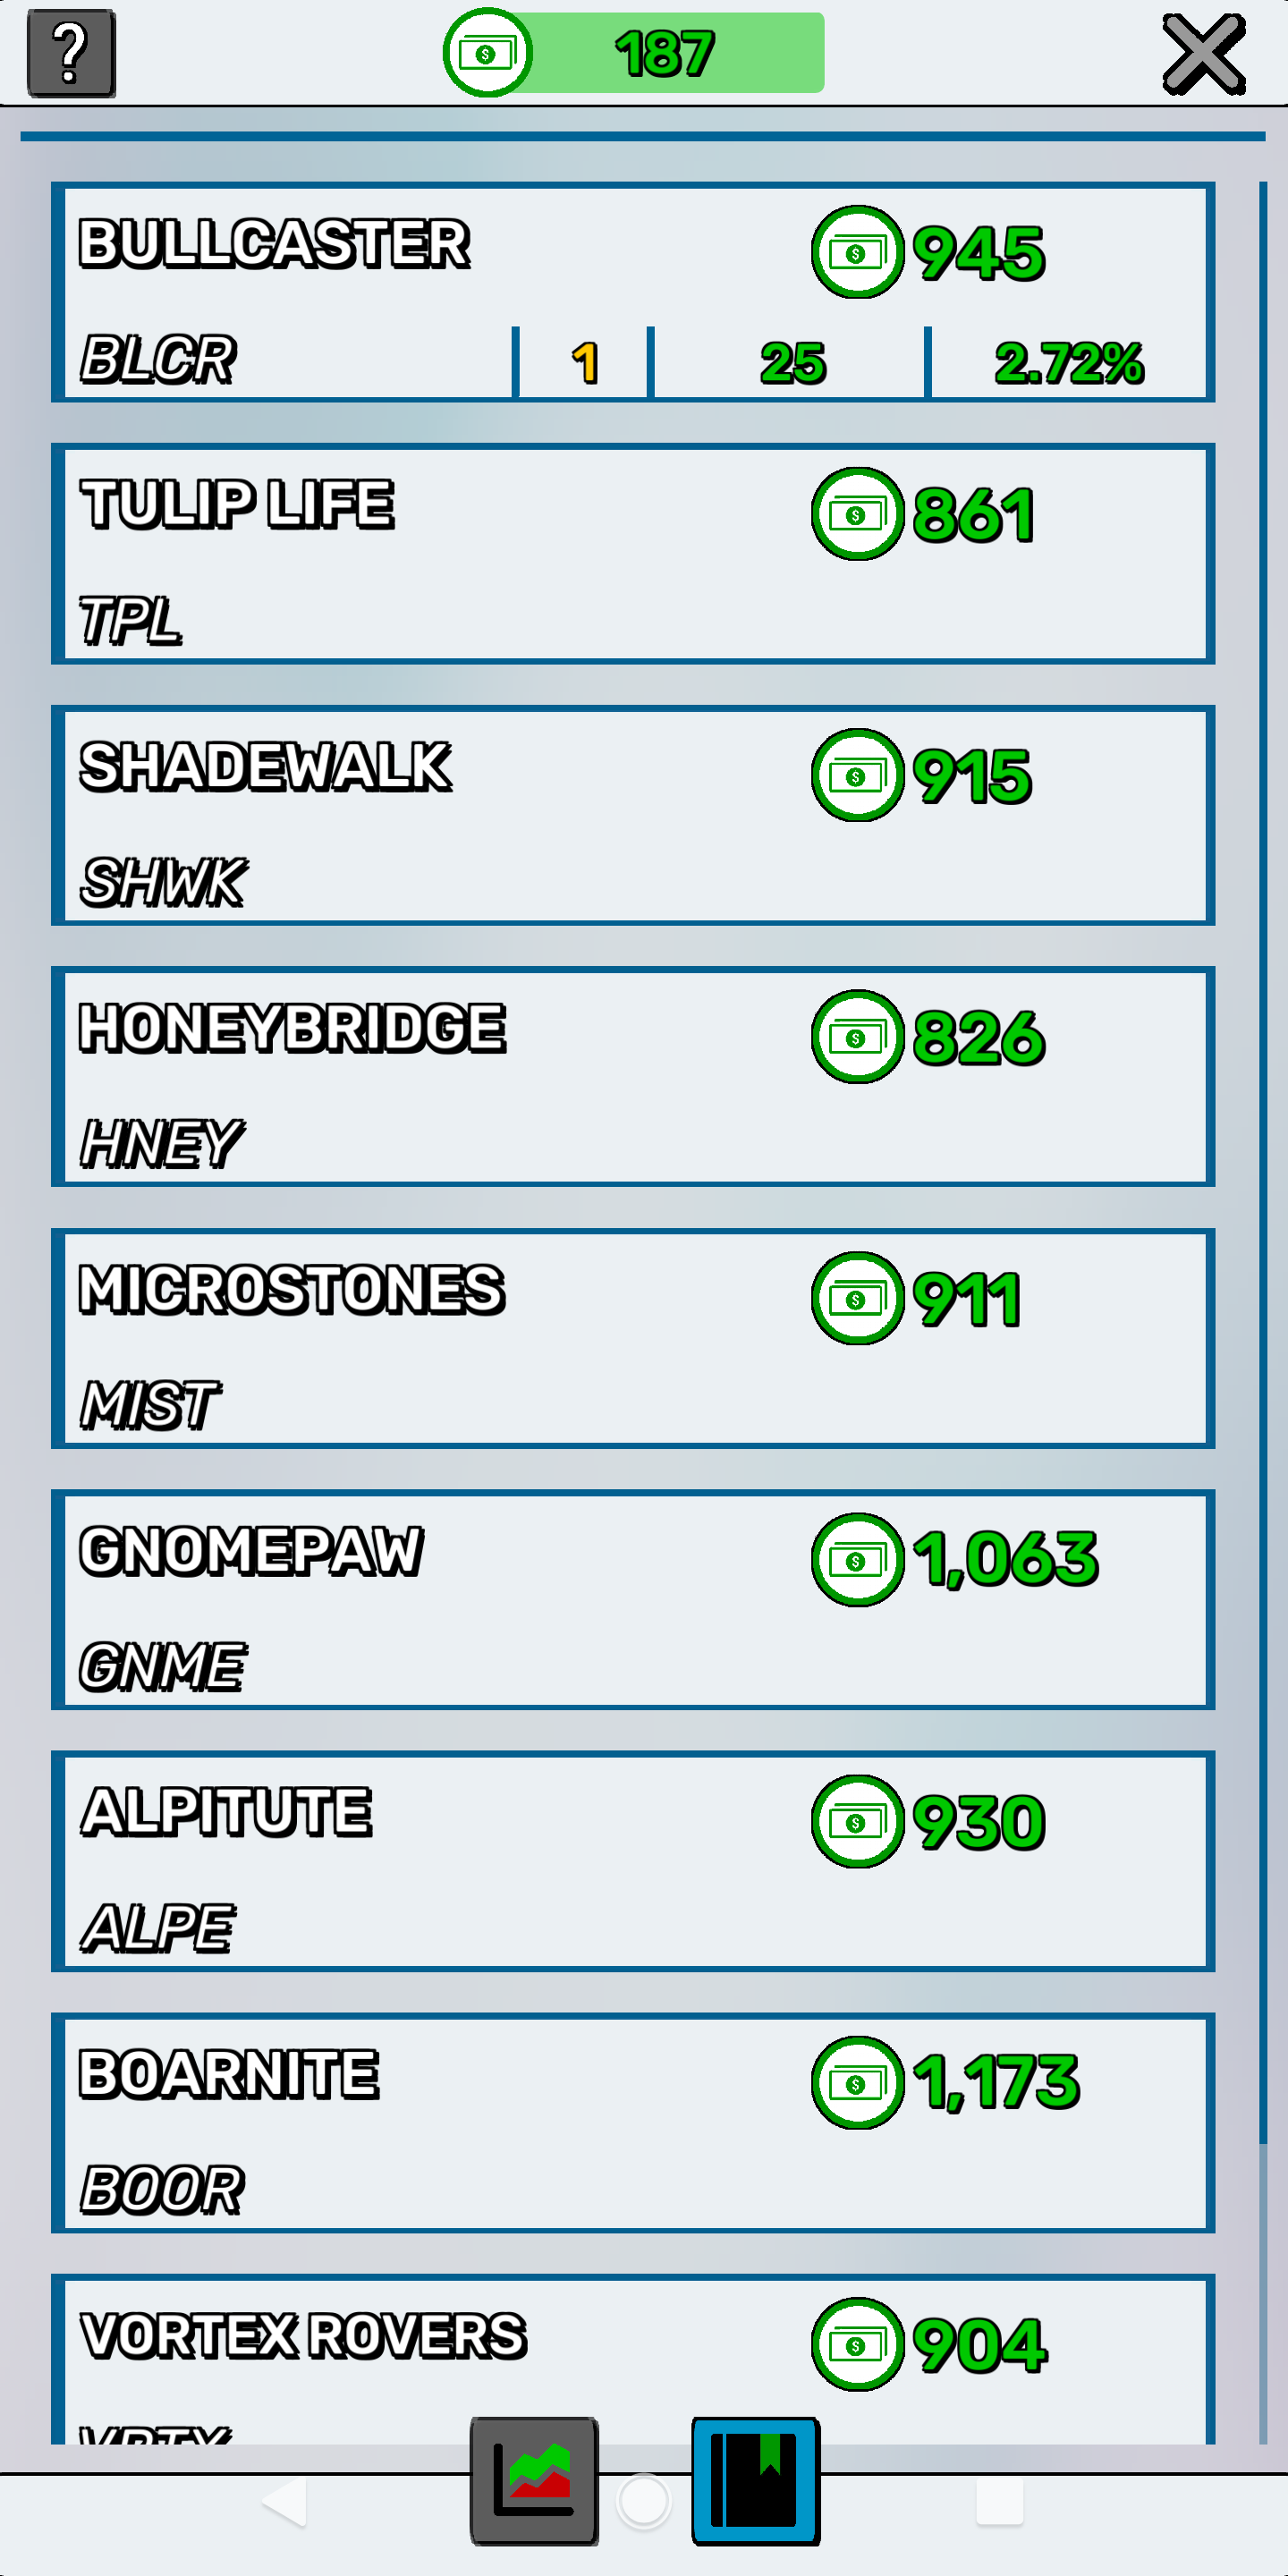 ?
187
BULLCASTER
945
BLCR
1
25
2.72%
TULIP LIFE
861
TPL
SHADEWALK
915
SHWK
HONEYBRIDGE
826
HNEY
MICROSTONES
911
MIST
GNOMEPAW
1,063
GNME
ALPITUTE
930
ALPE
BOARNITE
1,173
BOOR
VORTEX ROVERS
904